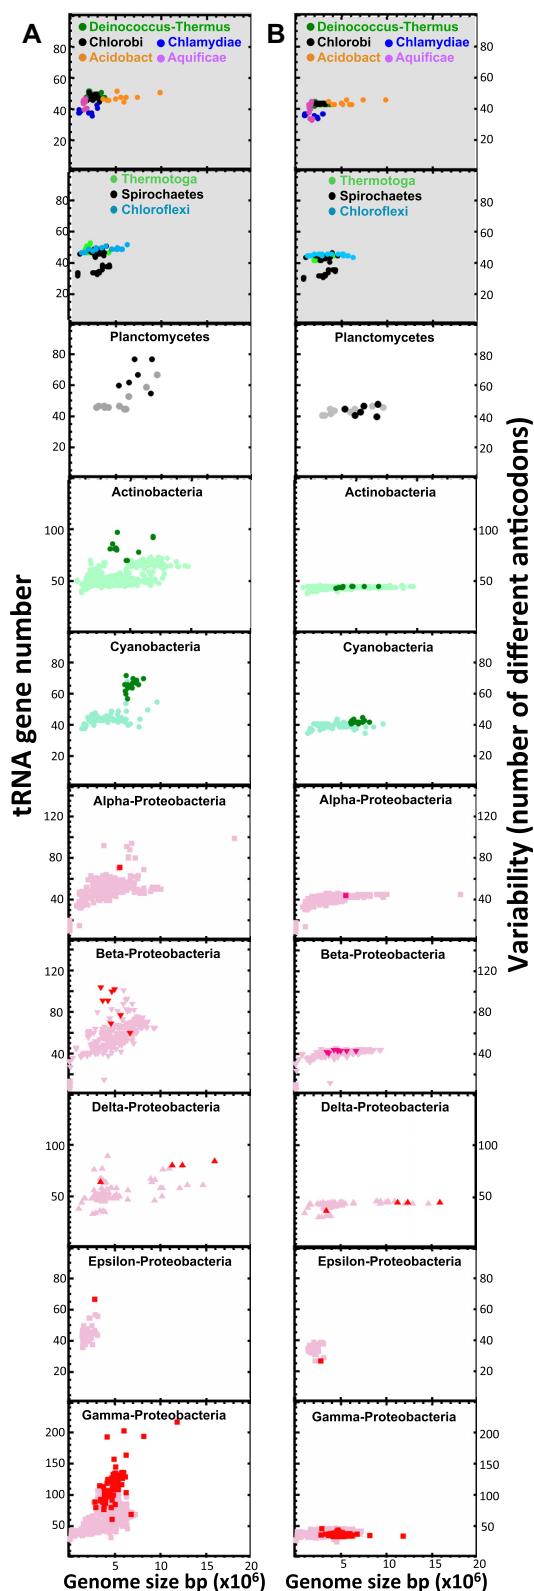 A
B
Deinococcus-Thermus
Chlorobi
Chlamydiae
Acidobact
Aquificae
Deinococcus-Thermus
Chlorobi
Chlamydiae
Acidobact
Aquificae
80
60
40
20
80
60
40
20
Thermotoga
Spirochaetes
Chloroflexi
Thermotoga
Spirochaetes
Chloroflexi
80
60
40
20
80
60
40
20
Planctomycetes
Planctomycetes
80
60
40
20
80
60
40
20
Actinobacteria
Actinobacteria
100
50
100
50
Cyanobacteria
Cyanobacteria
80
60
40
20
80
60
40
20
Alpha-Proteobacteria
Alpha-Proteobacteria
120
80
40
120
80
40
Beta-Proteobacteria
Beta-Proteobacteria
120
80
40
120
80
40
Delta-Proteobacteria
Delta-Proteobacteria
100
50
100
50
Epsilon-Proteobacteria
Epsilon-Proteobacteria
80
60
40
20
80
60
40
20
Gamma-Proteobacteria
Gamma-Proteobacteria
200
150
100
50
200
150
100
50
5 10 15 20
5 10 15 20
Genome size bp (x10⁶)
Genome size bp (x10⁶)
tRNA gene number
Variability (number of different anticodons)